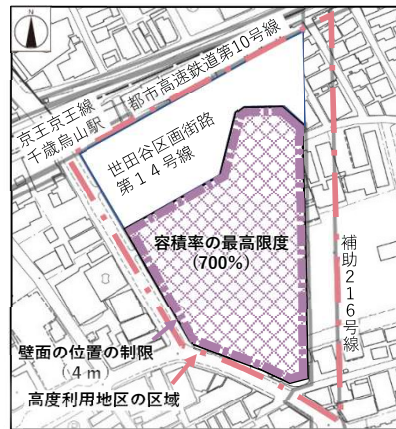 N
都市高速鉄道第10号線
京王京王線
千歳烏山駅
世田谷区画街路
第14号線
容積率の最高限度
(700%)
補助216号線
壁面の位置の制限
(4m)
高度利用地区の区域